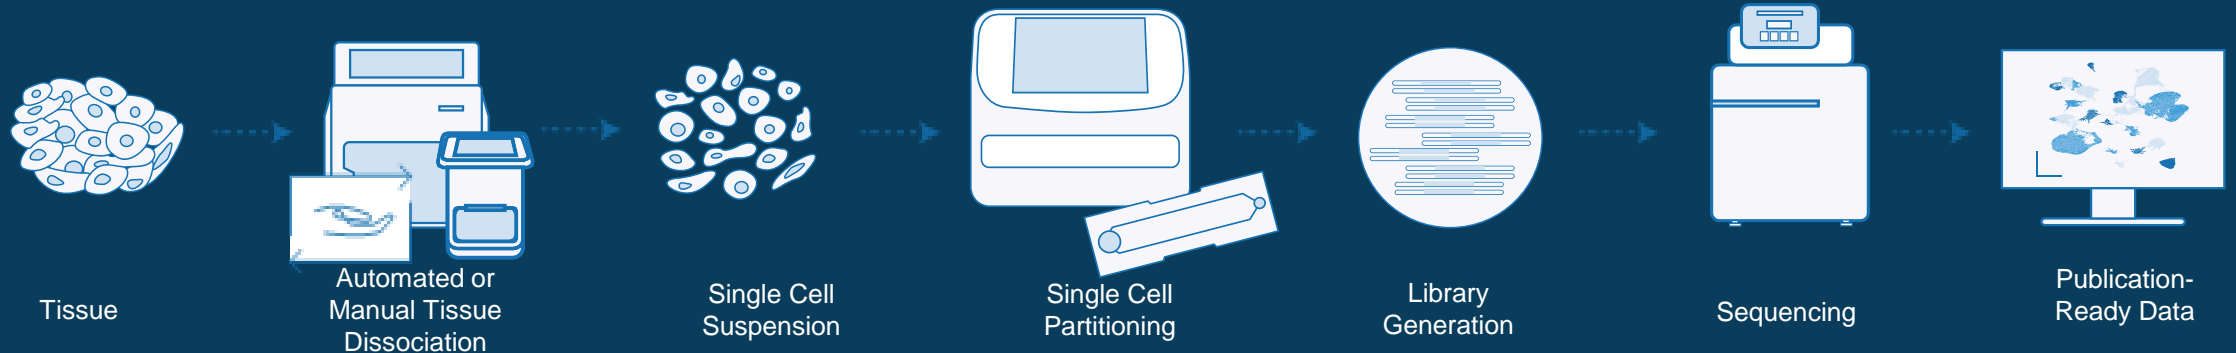 Tissue
Automated or
Manual Tissue
Dissociation
Single Cell
Suspension
Single Cell
Partitioning
Library
Generation
Sequencing
Publication-
Ready Data